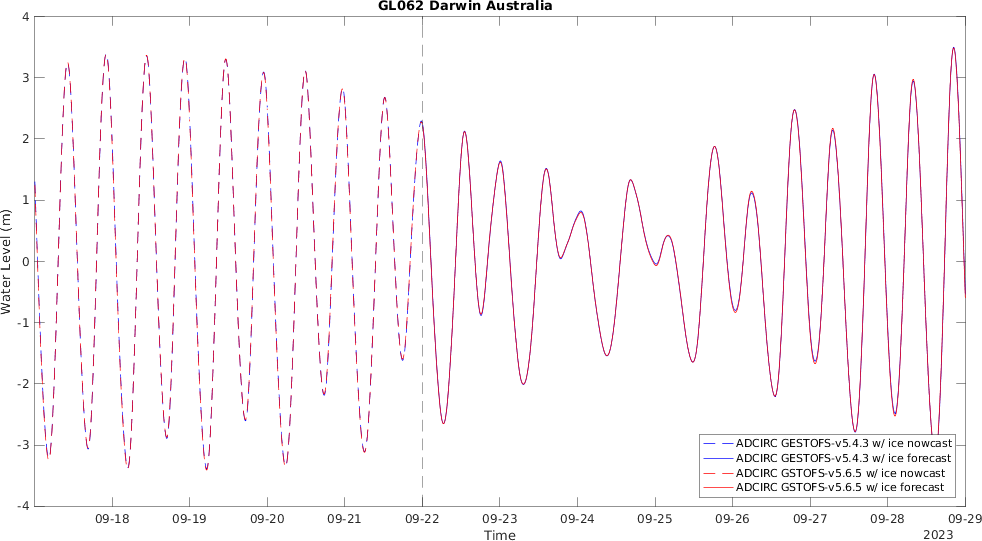 GL062 Darwin Australia
4
3
2
1
0
-1
-2
-3
-4
Water Level (m)
ADCIRC GESTOFS-v5.4.3 w/ ice nowcast
ADCIRC GESTOFS-v5.4.3 w/ ice forecast
ADCIRC GSTOFS-v5.6.5 w/ ice nowcast
ADCIRC GSTOFS-v5.6.5 w/ ice forecast
09-18 09-19 09-20 09-21 09-22 09-23 09-24 09-25 09-26 09-27 09-28 09-29
Time
2023